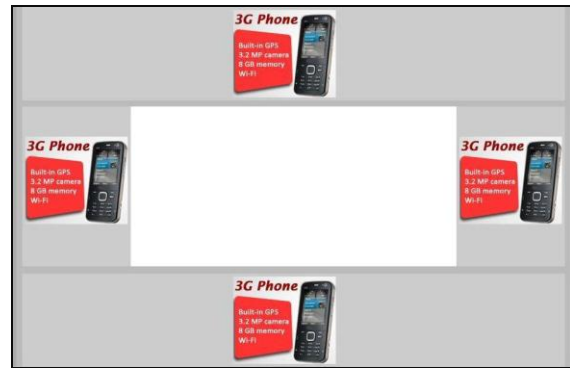 3G Phone
Built-in GPS
3.2 MP camera
8 GB memory
Wi-Fi
3G Phone
Built-in GPS
3.2 MP camera
8 GB memory
Wi-Fi
3G Phone
Built-in GPS
3.2 MP camera
8 GB memory
Wi-Fi
3G Phone
Built-in GPS
3.2 MP camera
8 GB memory
Wi-Fi